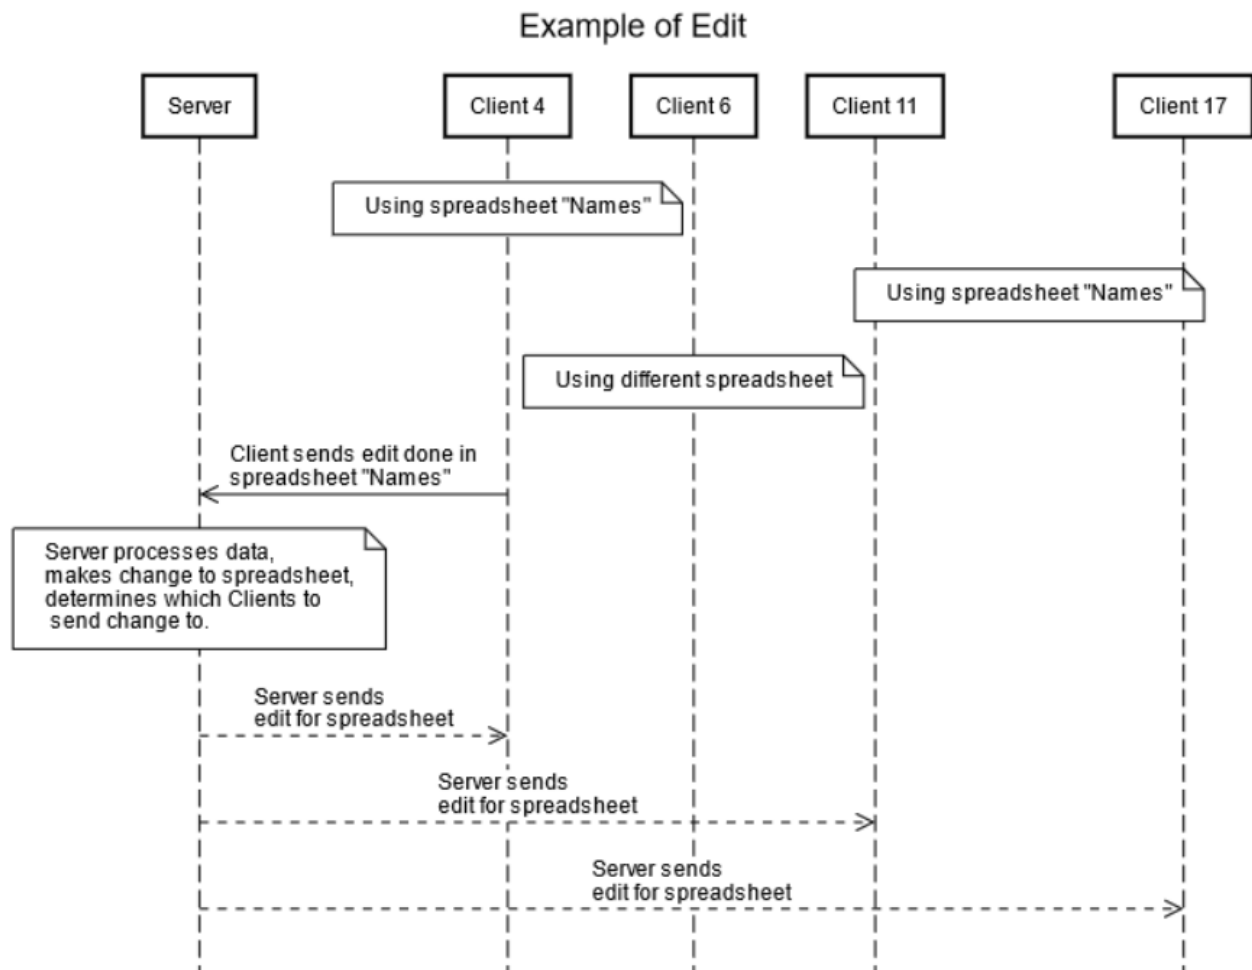 Example of Edit
Server
Client 4
Client 6
Client 11
Client 17
Using spreadsheet "Names"
Using spreadsheet "Names"
Using different spreadsheet
Client sends edit done in
spreadsheet "Names"
Server processes data,
makes change to spreadsheet,
determines which Clients to
send change to.
Server sends
edit for spreadsheet
Server sends
edit for spreadsheet
Server sends
edit for spreadsheet